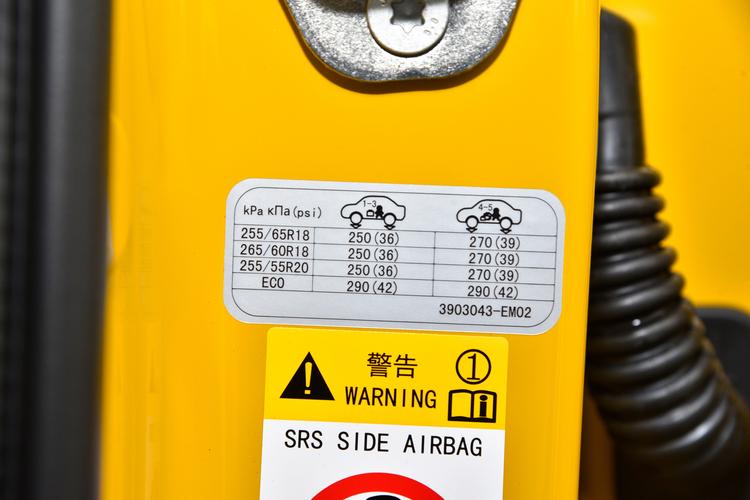 kPa кПа(psi) 1-3 4-5
255/65R18 250(36) 270(39)
265/60R18 250(36) 270(39)
255/55R20 250(36) 270(39)
ECO 290(42) 290(42)
3903043-EM02
警告 ①
WARNING
SRS SIDE AIRBAG